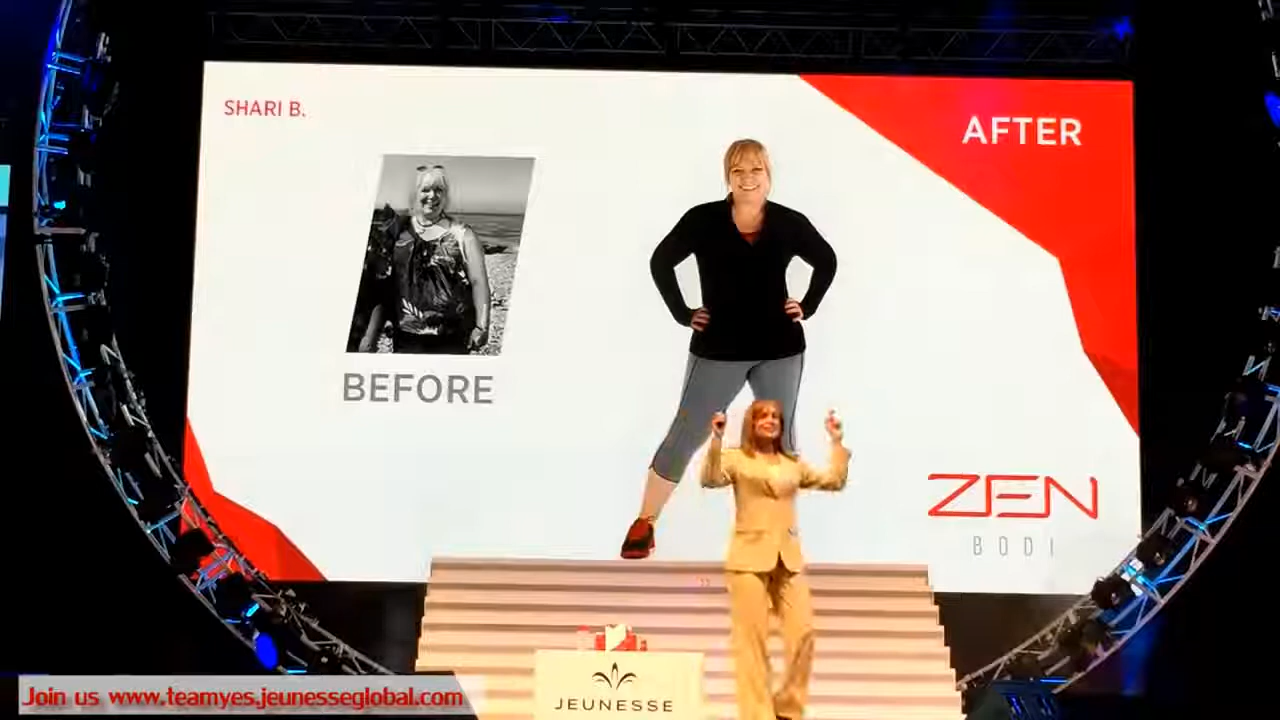 SHARI B.
AFTER
BEFORE
ZEN
BODI
JEUNESSE
Join us www.teamyes.jeunesseglobal.com